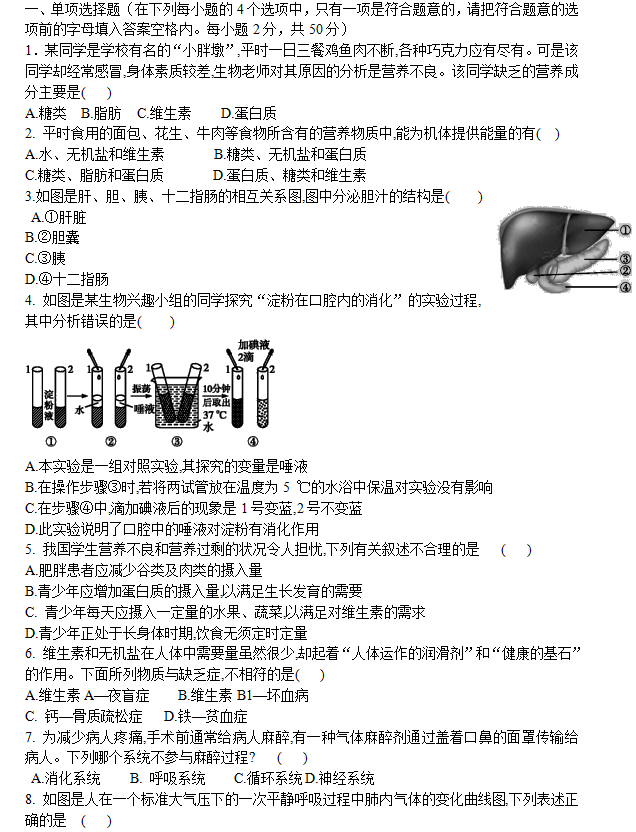 一、单项选择题（在下列每小题的 4 个选项中，只有一项是符合题意的，请把符合题意的选
项前的字母填入答案空格内。每小题 2 分，共 50 分）
1．某同学是学校有名的“小胖墩”,平时一日三餐鸡鱼肉不断,各种巧克力应有尽有。可是该
同学却经常感冒,身体素质较差,生物老师对其原因的分析是营养不良。该同学缺乏的营养成
分主要是(　　)
A.糖类　B.脂肪　C.维生素　　D.蛋白质
2. 平时食用的面包、花生、牛肉等食物所含有的营养物质中,能为机体提供能量的有(　)
A.水、无机盐和维生素　　　B.糖类、无机盐和蛋白质
C.糖类、脂肪和蛋白质　　　D.蛋白质、糖类和维生素
3.如图是肝、胆、胰、十二指肠的相互关系图,图中分泌胆汁的结构是(　　)
A.①肝脏
B.②胆囊
C.③胰
D.④十二指肠
①
③
②
④
4. 如图是某生物兴趣小组的同学探究“淀粉在口腔内的消化”的实验过程,
其中分析错误的是(　　)
加碘液
2滴
1 2 1 2 1 2 1 2
淀粉液 水 振荡 唾液 10分钟后取出 37 ℃水
① ② ③ ④
A.本实验是一组对照实验,其探究的变量是唾液
B.在操作步骤③时,若将两试管放在温度为 5 ℃的水浴中保温对实验没有影响
C.在步骤④中,滴加碘液后的现象是 1 号变蓝,2 号不变蓝
D.此实验说明了口腔中的唾液对淀粉有消化作用
5. 我国学生营养不良和营养过剩的状况令人担忧,下列有关叙述不合理的是　(　　)
A.肥胖患者应减少谷类及肉类的摄入量
B.青少年应增加蛋白质的摄入量,以满足生长发育的需要
C. 青少年每天应摄入一定量的水果、蔬菜,以满足对维生素的需求
D.青少年正处于长身体时期,饮食无须定时定量
6. 维生素和无机盐在人体中需要量虽然很少,却起着“人体运作的润滑剂”和“健康的基石”
的作用。下面所列物质与缺乏症,不相符的是(　　)
A.维生素 A—夜盲症　　B.维生素 B1—坏血病
C. 钙—骨质疏松症　D.铁—贫血症
7. 为减少病人疼痛,手术前通常给病人麻醉,有一种气体麻醉剂通过盖着口鼻的面罩传输给
病人。下列哪个系统不参与麻醉过程?　(　　)
A.消化系统　　B. 呼吸系统　　C.循环系统 D.神经系统
8. 如图是人在一个标准大气压下的一次平静呼吸过程中肺内气体的变化曲线图,下列表述正
确的是　(　　)